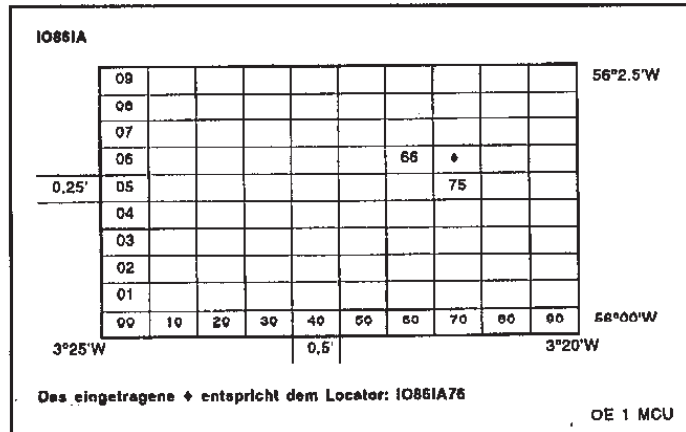 IO86IA
09 56°2.5'W
08
07
06 66 ♦
0,25' 05 75
04
03
02
01
00 10 20 30 40 50 60 70 80 90 56°00'W
3°25'W 0,5' 3°20'W
Das eingetragene ♦ entspricht dem Locator: IO86IA76
OE 1 MCU